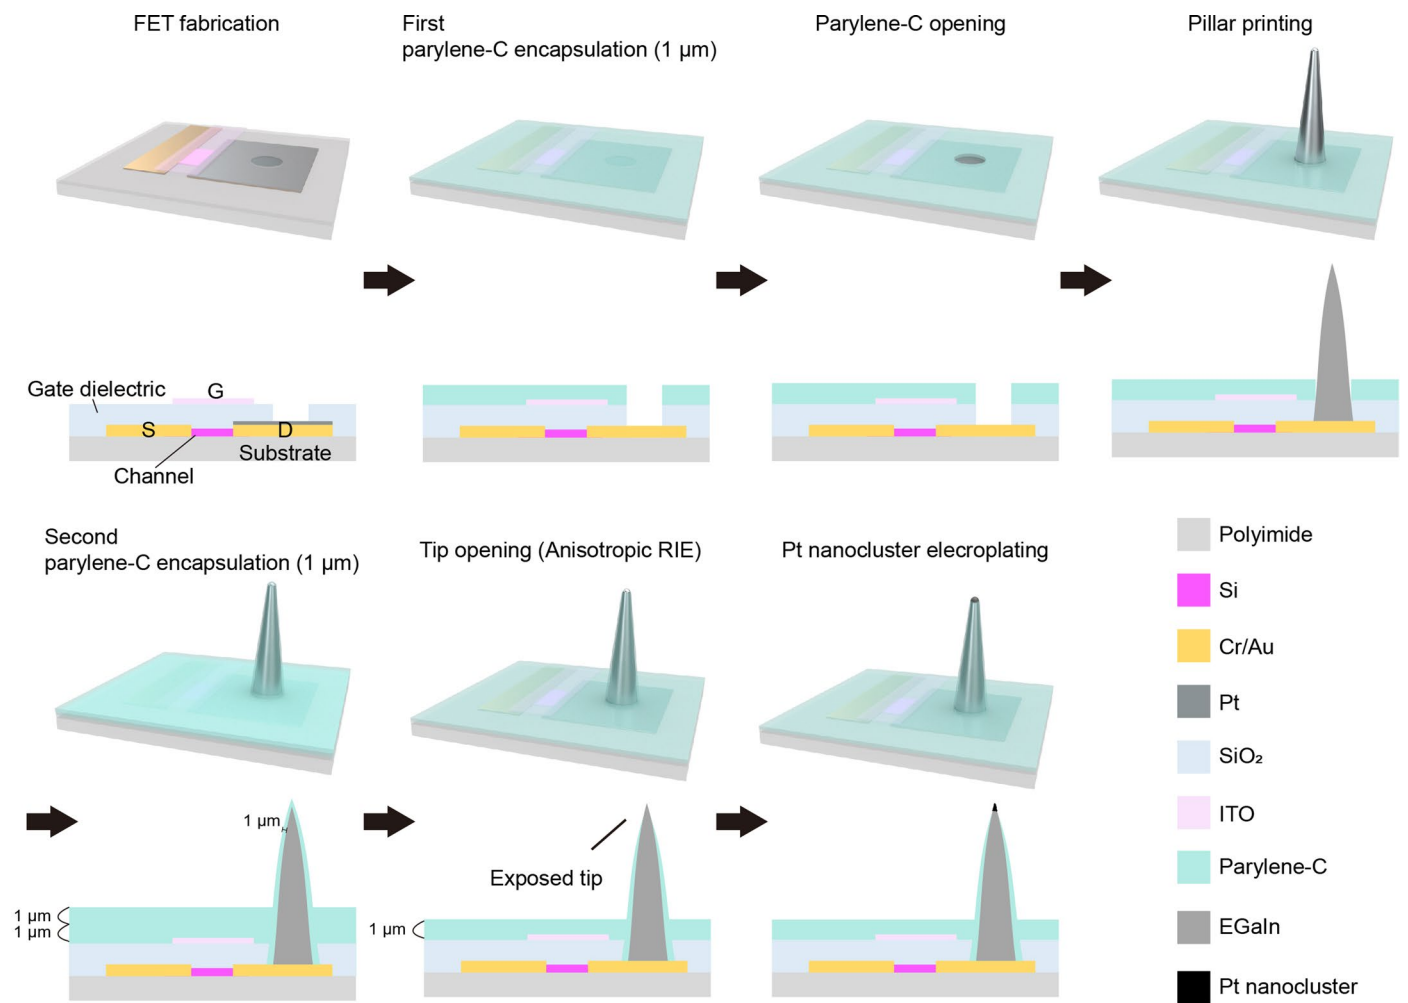 FET fabrication
First
parylene-C encapsulation (1 µm)
Parylene-C opening
Pillar printing
Gate dielectric
G
S
D
Substrate
Channel
Second
parylene-C encapsulation (1 µm)
Tip opening (Anisotropic RIE)
Pt nanocluster elecroplating
1 µm
1 µm
1 µm
Exposed tip
1 µm
Polyimide
Si
Cr/Au
Pt
SiO₂
ITO
Parylene-C
EGaIn
Pt nanocluster